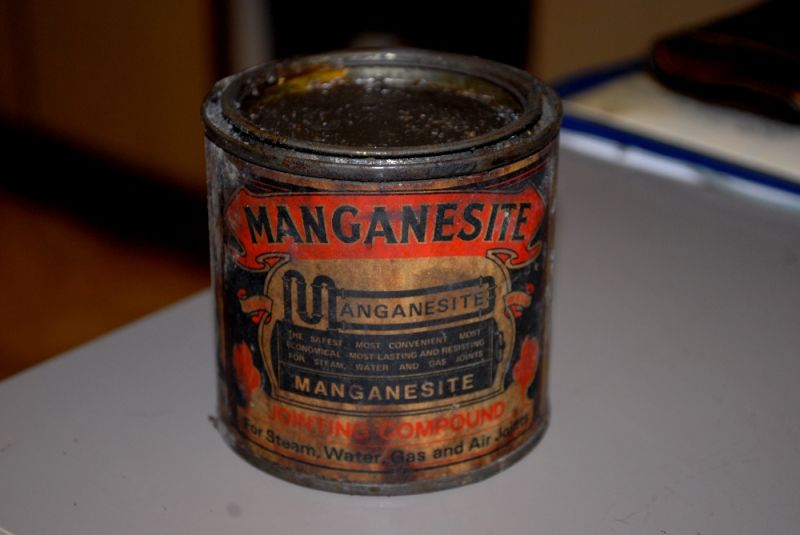 MANGANESITE
MANGANESITE
THE SAFEST MOST CONVENIENT MOST
ECONOMICAL MOST LASTING AND RESISTING
FOR STEAM, WATER AND GAS JOINTS
MANGANESITE
JOINTING COMPOUND
For Steam, Water, Gas and Air Joints